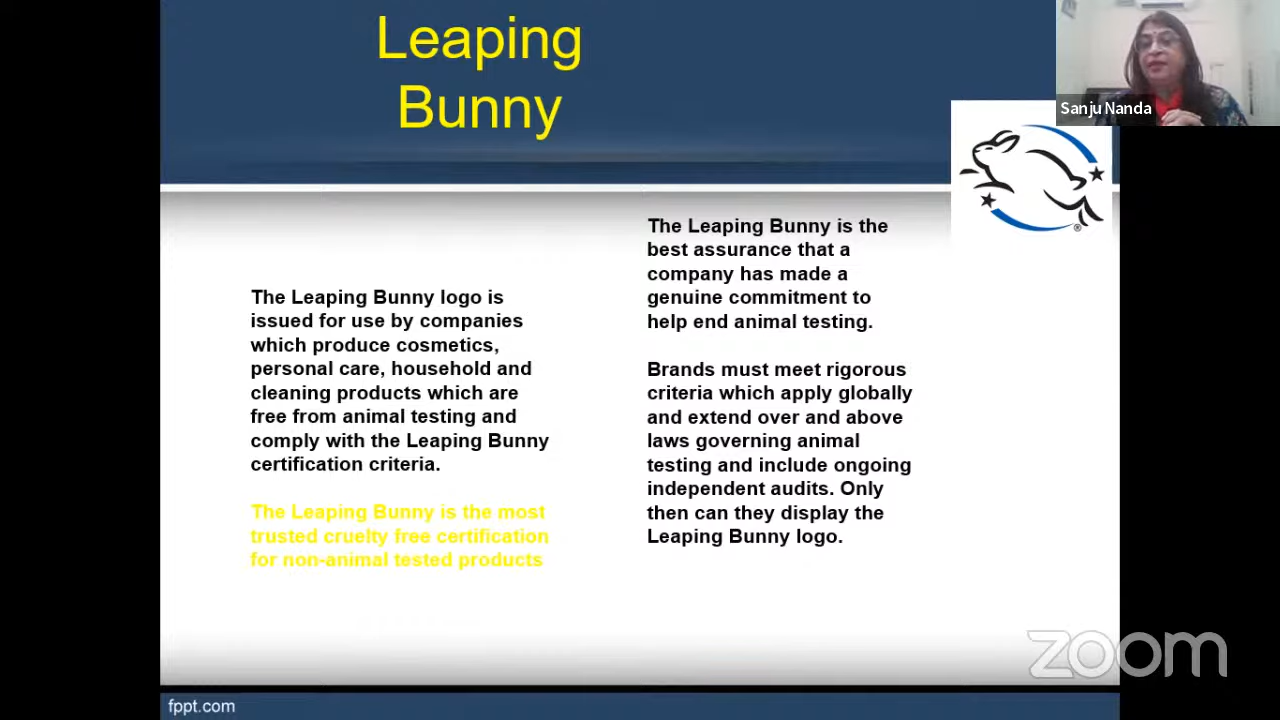 Leaping
Bunny
Sanju Nanda
The Leaping Bunny logo is
issued for use by companies
which produce cosmetics,
personal care, household and
cleaning products which are
free from animal testing and
comply with the Leaping Bunny
certification criteria.
The Leaping Bunny is the most
trusted cruelty free certification
for non-animal tested products
The Leaping Bunny is the
best assurance that a
company has made a
genuine commitment to
help end animal testing.
Brands must meet rigorous
criteria which apply globally
and extend over and above
laws governing animal
testing and include ongoing
independent audits. Only
then can they display the
Leaping Bunny logo.
®
zoom
fppt.com